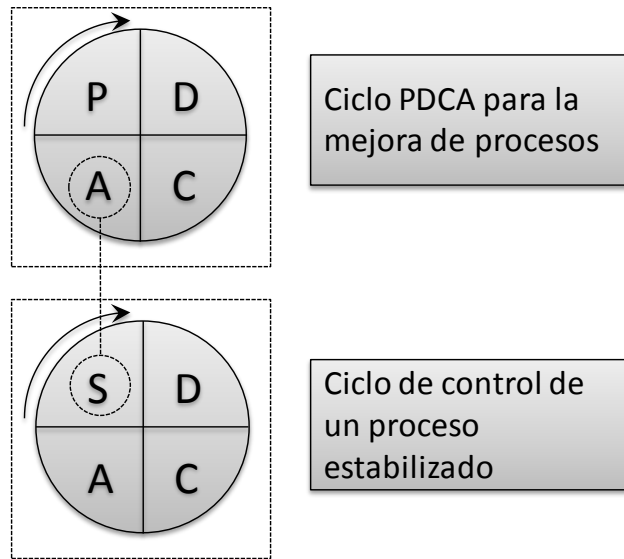 P D
A C
Ciclo PDCA para la
mejora de procesos
S D
A C
Ciclo de control de
un proceso
estabilizado